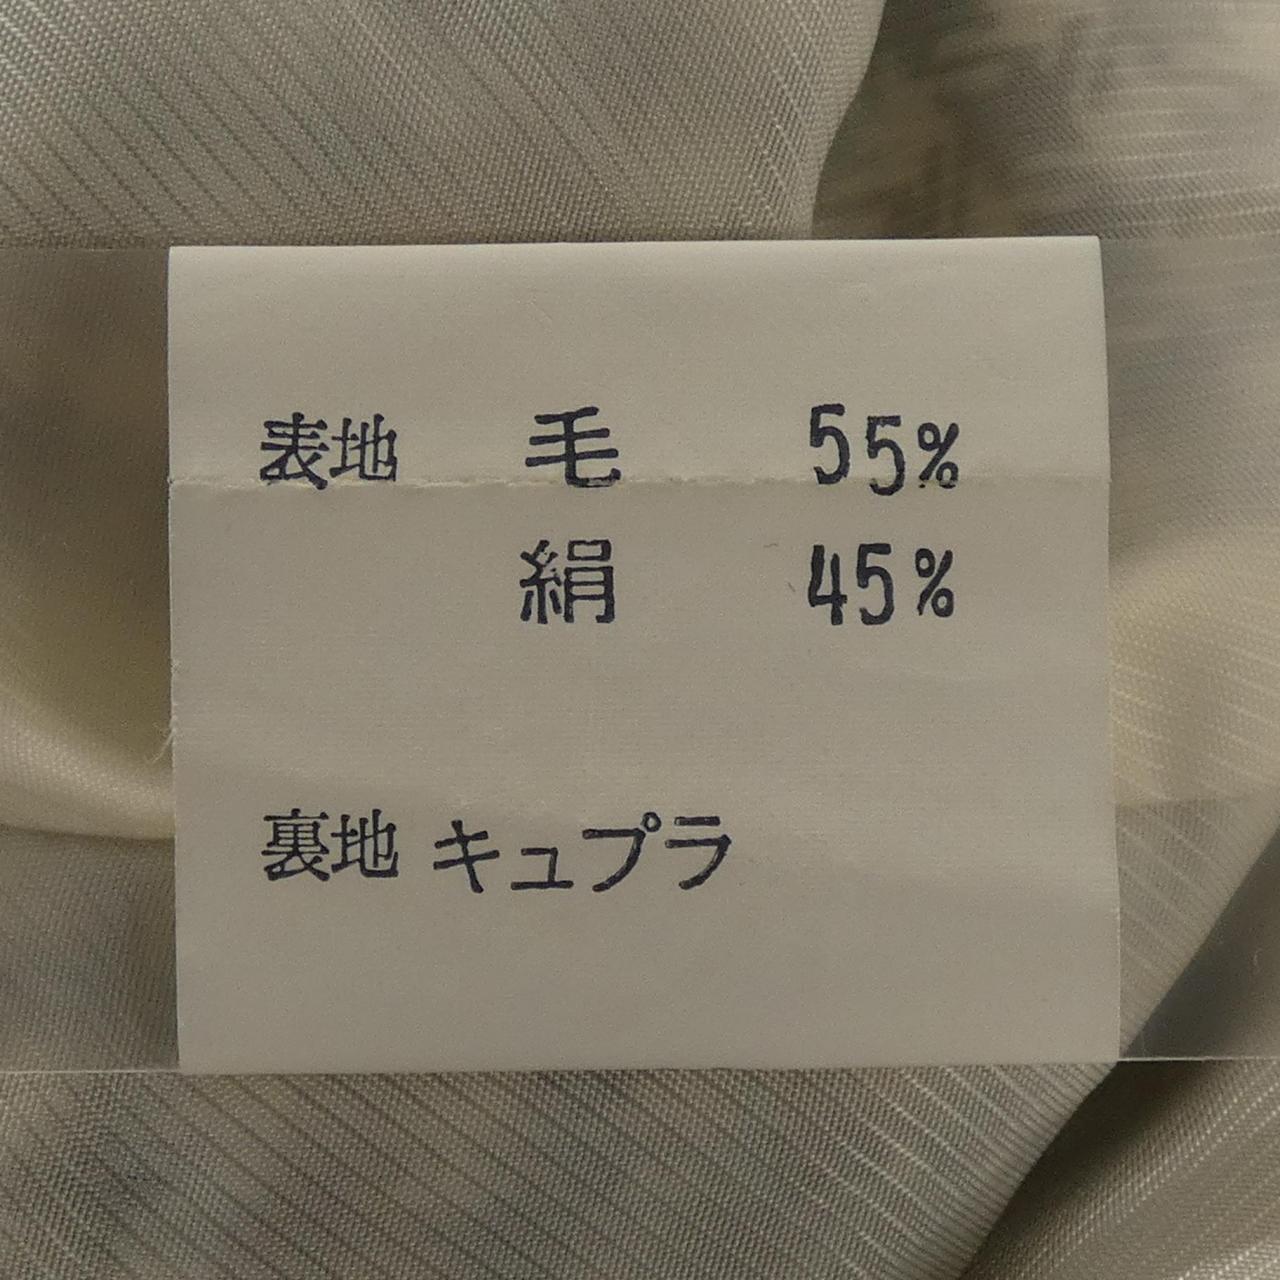 表地 毛 55%
絹 45%
裏地 キュプラ